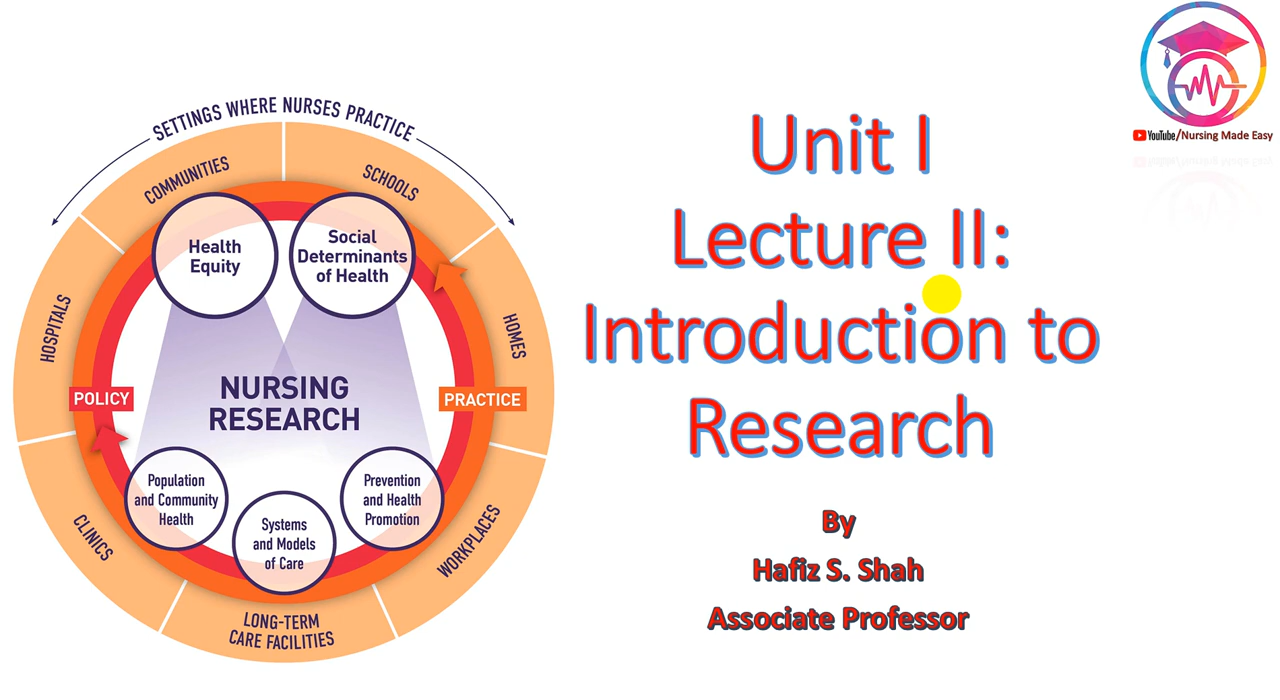 SETTINGS WHERE NURSES PRACTICE
COMMUNITIES
SCHOOLS
HOSPITALS
HOMES
CLINICS
WORKPLACES
LONG-TERM
CARE FACILITIES
Health
Equity
Social
Determinants
of Health
NURSING
RESEARCH
POLICY
PRACTICE
Population
and Community
Health
Systems
and Models
of Care
Prevention
and Health
Promotion
Unit I
Lecture II:
Introduction to
Research
By
Hafiz S. Shah
Associate Professor
YouTube/Nursing Made Easy